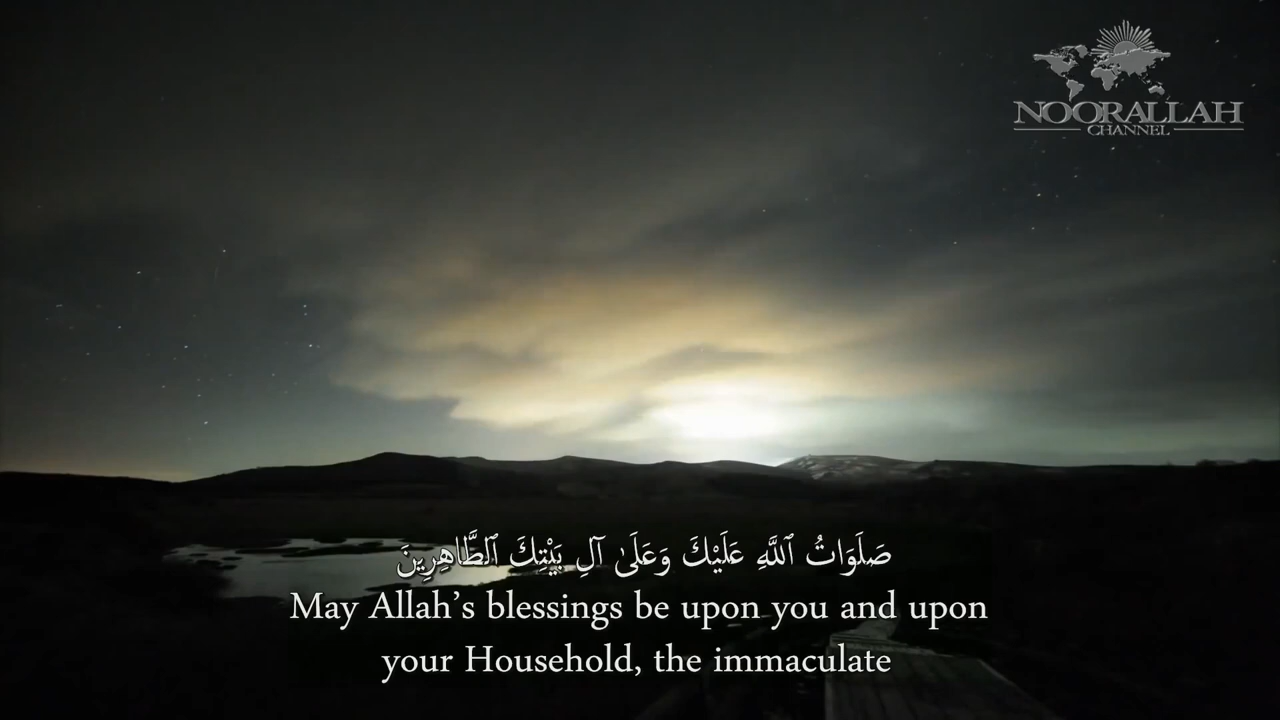 NOORALLAH
CHANNEL
صَلَوَاتُ ٱللَّهِ عَلَيْكَ وَعَلَىٰ آلِ بَيْتِكَ ٱلطَّاهِرِينَ
May Allah’s blessings be upon you and upon
your Household, the immaculate